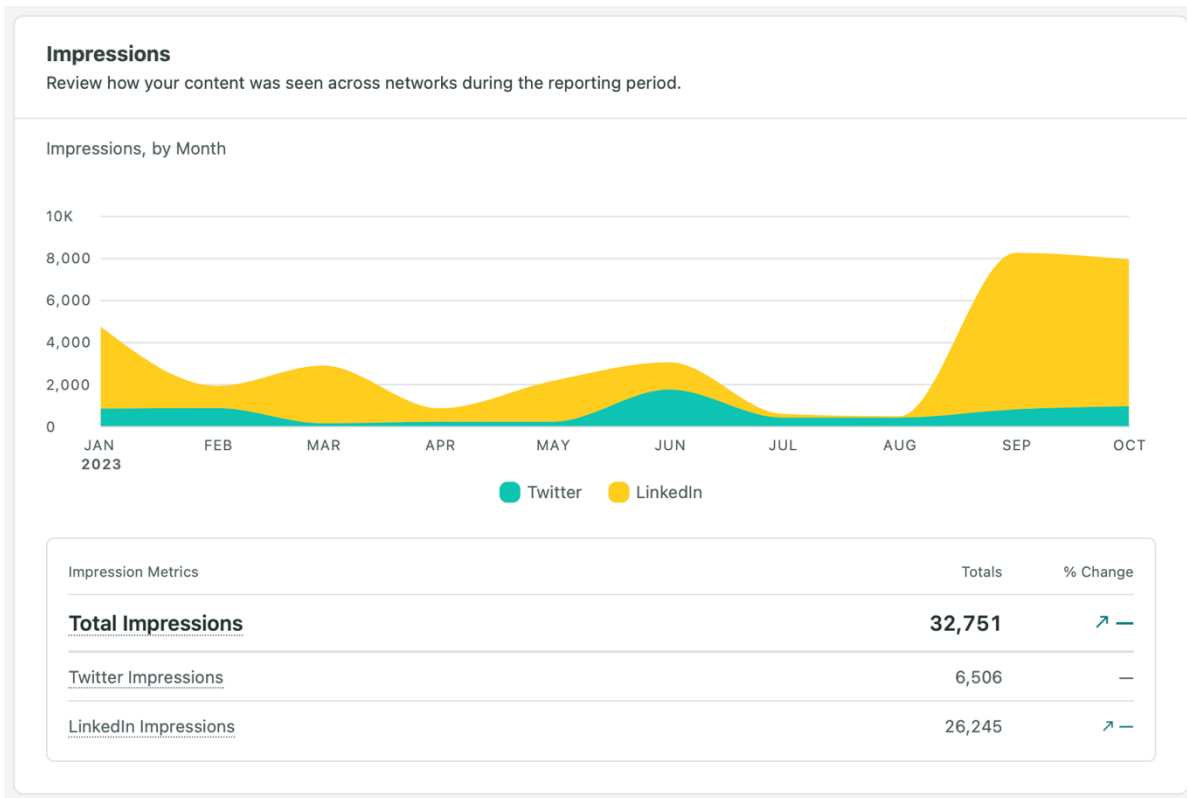 Impressions
Review how your content was seen across networks during the reporting period.
Impressions, by Month
10K
8,000
6,000
4,000
2,000
0
JAN FEB MAR APR MAY JUN JUL AUG SEP OCT
2023
Twitter LinkedIn
Impression Metrics Totals % Change
Total Impressions 32,751 ↗ —
Twitter Impressions 6,506 —
LinkedIn Impressions 26,245 ↗ —